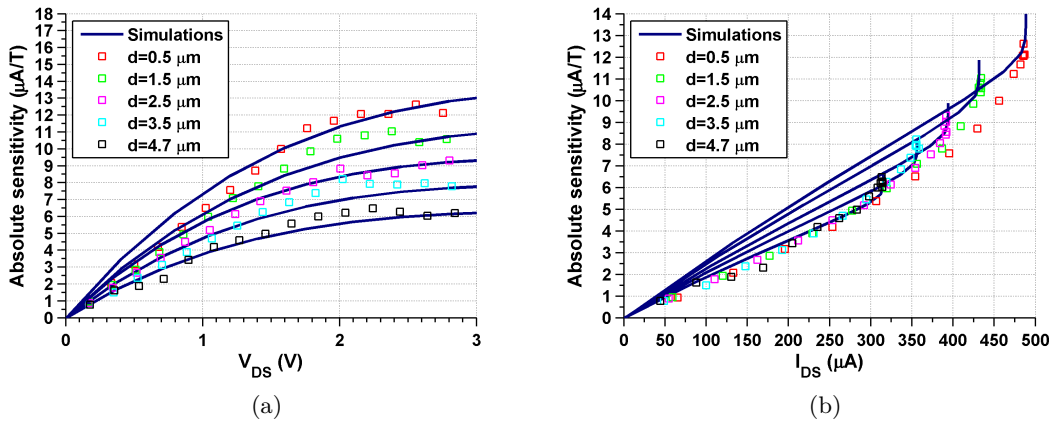 18
17
16
15
14
13
12
11
10
9
8
7
6
5
4
3
2
1
0
Absolute sensitivity (μA/T)
Simulations
d=0.5 μm
d=1.5 μm
d=2.5 μm
d=3.5 μm
d=4.7 μm
0 1 2 3
V_DS (V)
(a)
14
13
12
11
10
9
8
7
6
5
4
3
2
1
0
Absolute sensitivity (μA/T)
Simulations
d=0.5 μm
d=1.5 μm
d=2.5 μm
d=3.5 μm
d=4.7 μm
0 50 100 150 200 250 300 350 400 450 500
I_DS (μA)
(b)